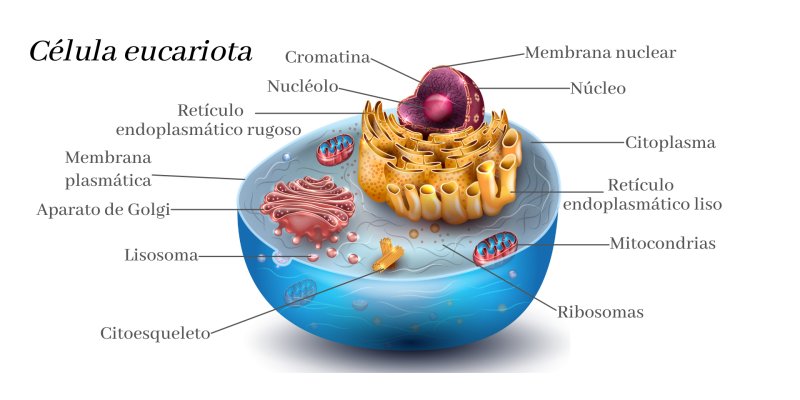 Célula eucariota
Cromatina
Membrana nuclear
Nucléolo
Núcleo
Retículo
endoplasmático rugoso
Citoplasma
Membrana
plasmática
Retículo
endoplasmático liso
Aparato de Golgi
Mitocondrias
Lisosoma
Ribosomas
Citoesqueleto